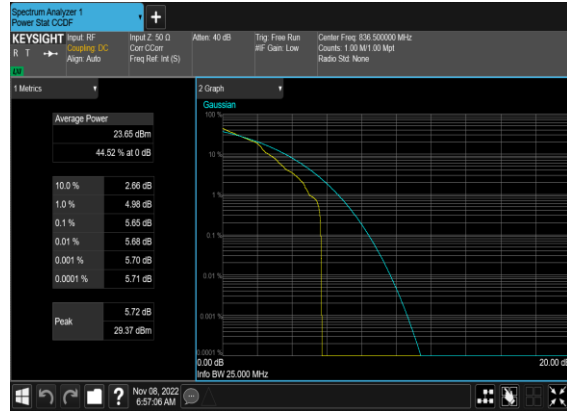 Spectrum Analyzer 1
Power Stat CCDF
KEYSIGHT
R T
Input: RF
Coupling: DC
Align: Auto
Input Z: 50 Ω
Corr CCorr
Freq Ref: Int (S)
Atten: 40 dB
Trig: Free Run
#IF Gain: Low
Center Freq: 836.500000 MHz
Counts: 1.00 M/1.00 Mpt
Radio Std: None
1 Metrics
Average Power
23.65 dBm
44.52 % at 0 dB
10.0 % 2.66 dB
1.0 % 4.98 dB
0.1 % 5.65 dB
0.01 % 5.68 dB
0.001 % 5.70 dB
0.0001 % 5.71 dB
Peak
5.72 dB
29.37 dBm
2 Graph
Gaussian
100 %
10 %
1 %
0.1 %
0.01 %
0.001 %
0.0001 %
0.00 dB
20.00 dB
Info BW 25.000 MHz
Nov 08, 2022
6:57:06 AM